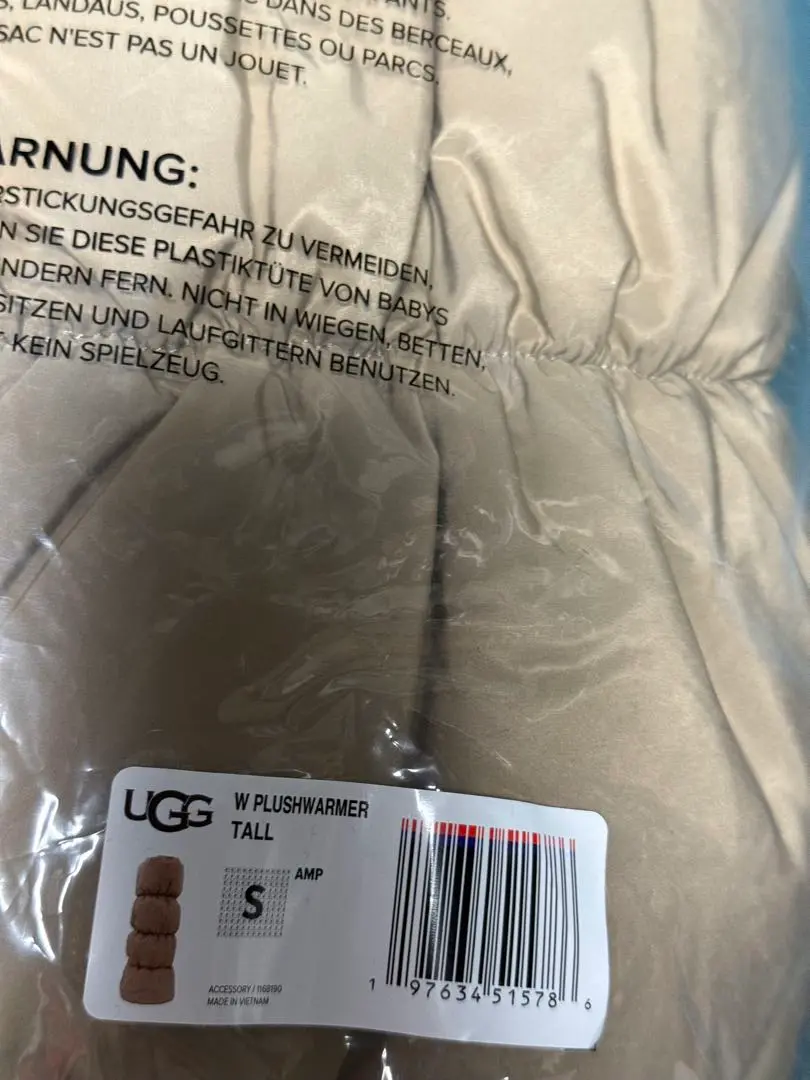 DANS DES BERCEAUX,
LANDAUS, POUSSETTES OU PARCS.
SAC N'EST PAS UN JOUET.
ARNUNG:
RSTICKUNGSGEFAHR ZU VERMEIDEN,
N SIE DIESE PLASTIKTÜTE VON BABYS
NDERN FERN. NICHT IN WIEGEN, BETTEN,
SITZEN UND LAUFGITTERN BENUTZEN.
KEIN SPIELZEUG.
UGG
W PLUSHWARMER
TALL
S
AMP
ACCESSORY / 1168190
MADE IN VIETNAM
1 97634 51578 6